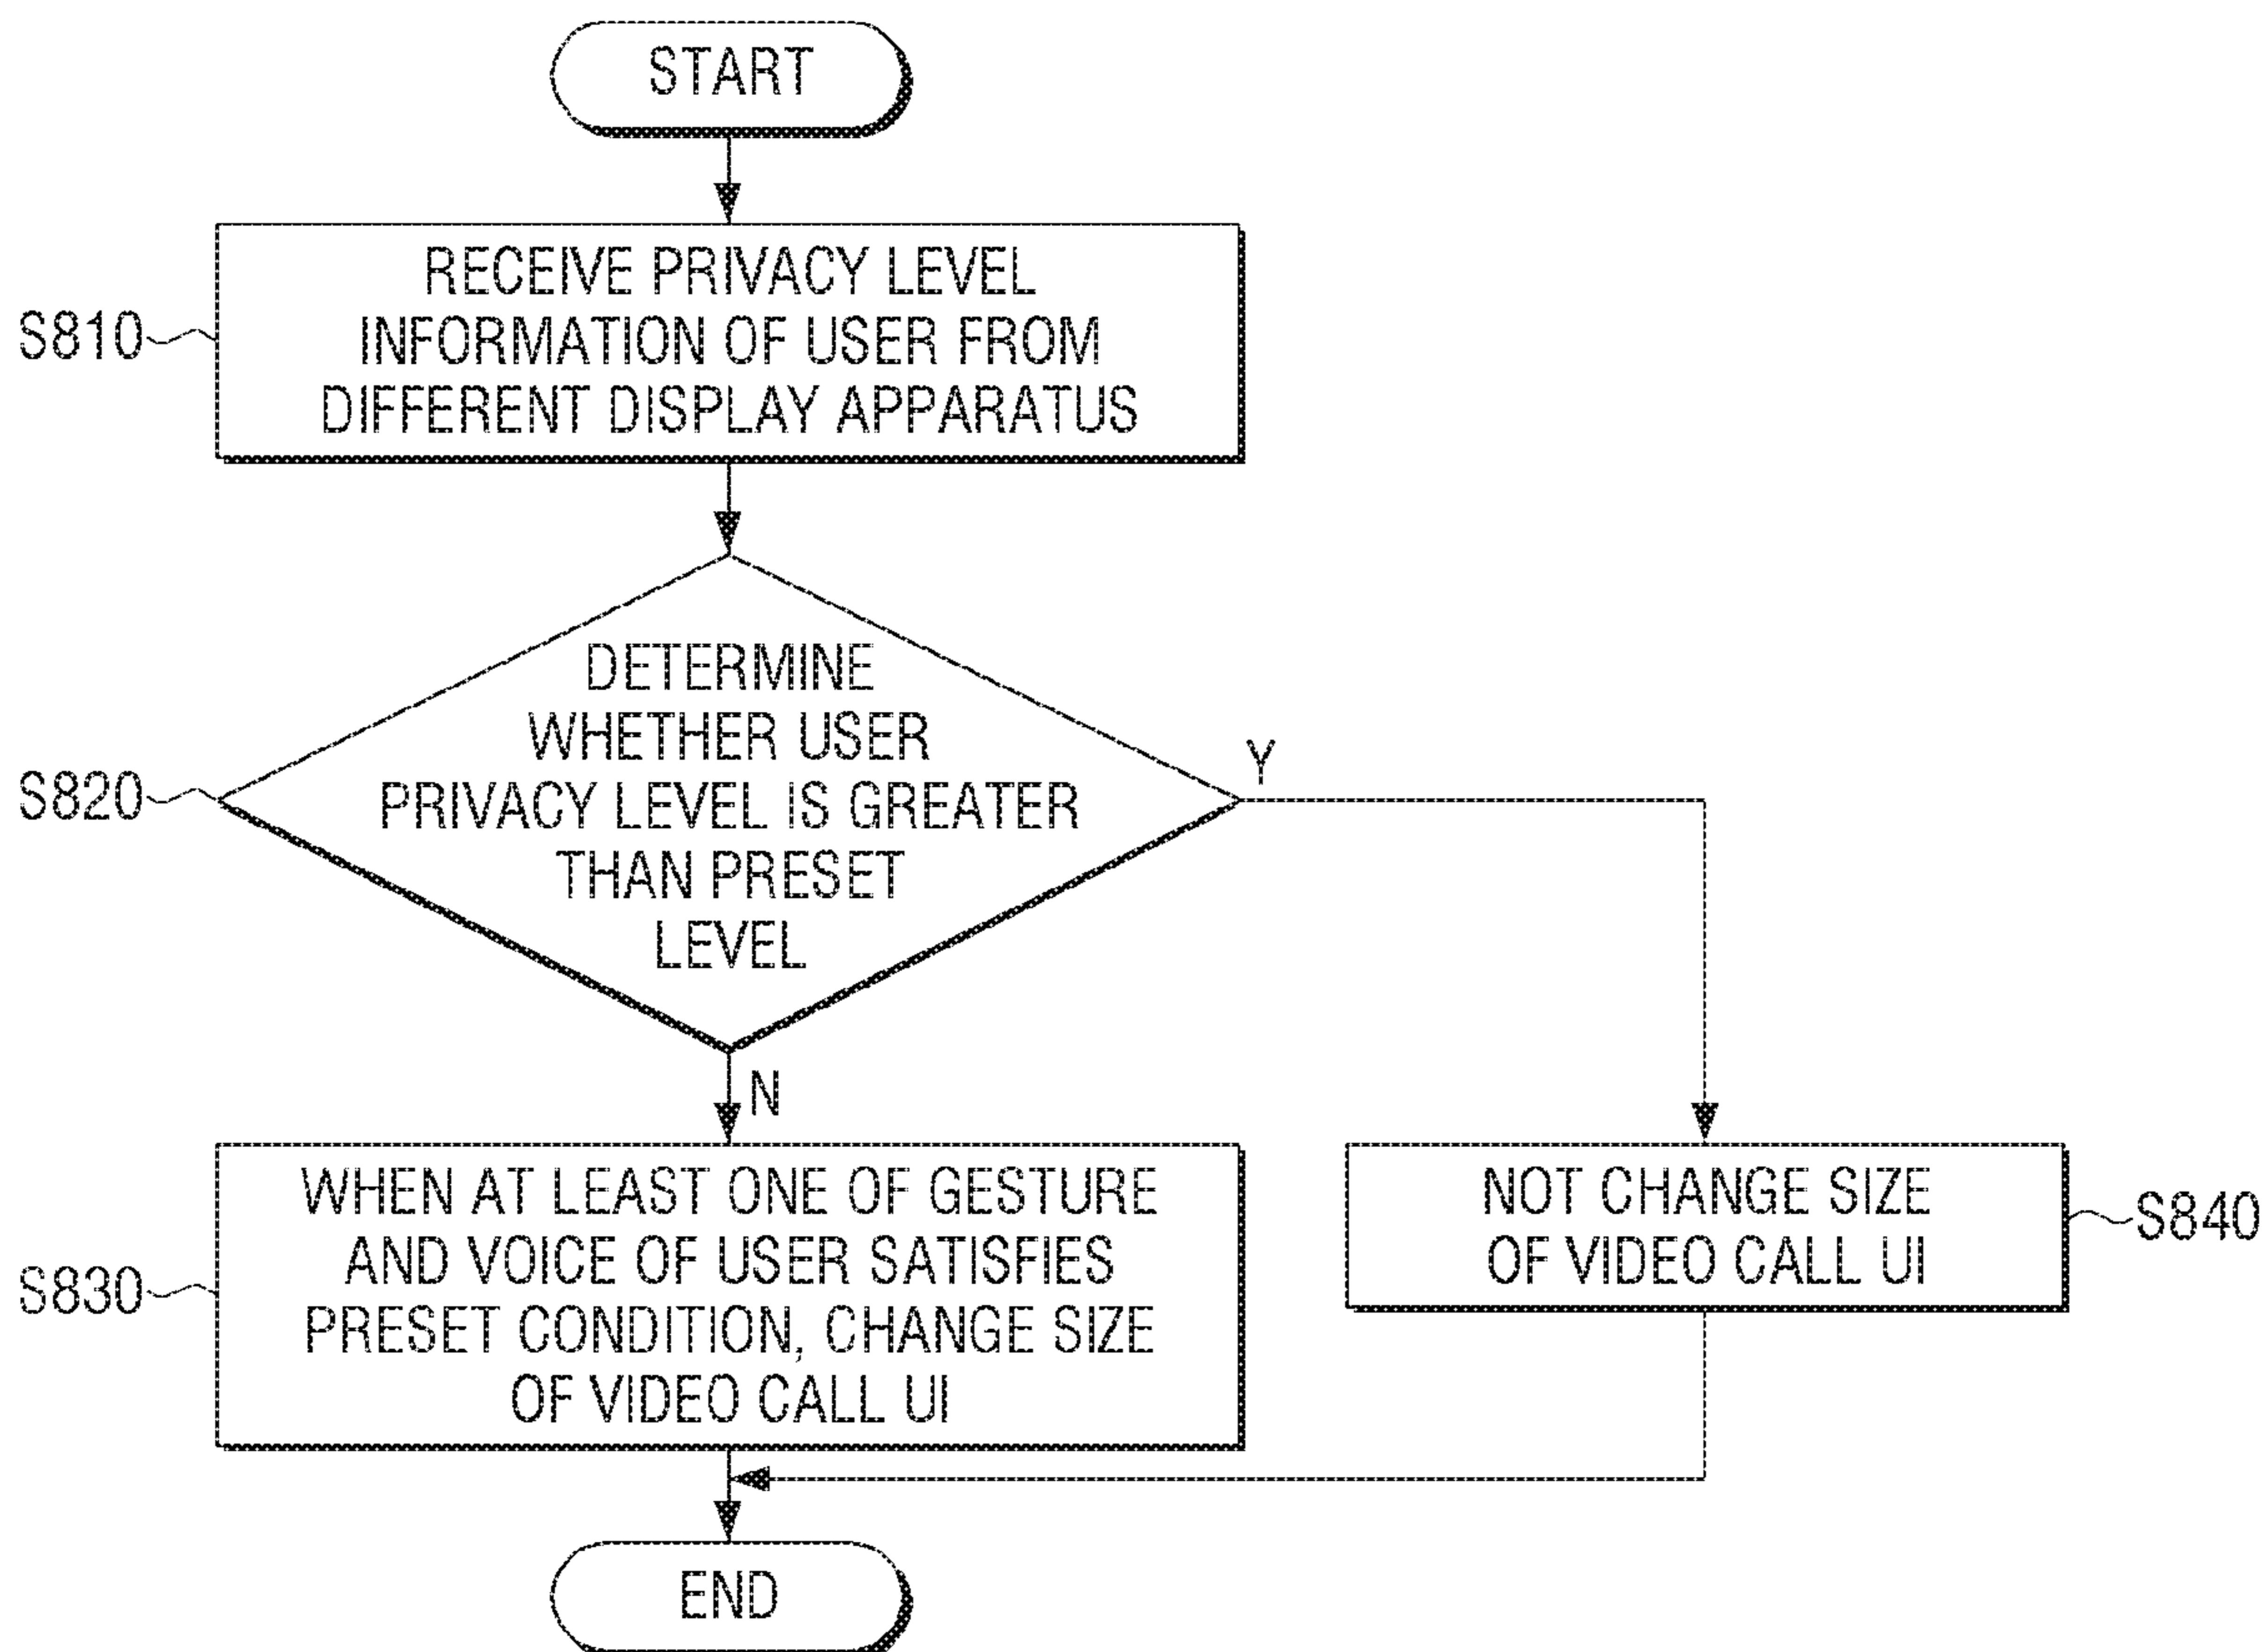 START
S810
RECEIVE PRIVACY LEVEL
INFORMATION OF USER FROM
DIFFERENT DISPLAY APPARATUS
S820
DETERMINE
WHETHER USER
PRIVACY LEVEL IS GREATER
THAN PRESET
LEVEL
Y
N
S830
WHEN AT LEAST ONE OF GESTURE
AND VOICE OF USER SATISFIES
PRESET CONDITION, CHANGE SIZE
OF VIDEO CALL UI
NOT CHANGE SIZE
OF VIDEO CALL UI
S840
END